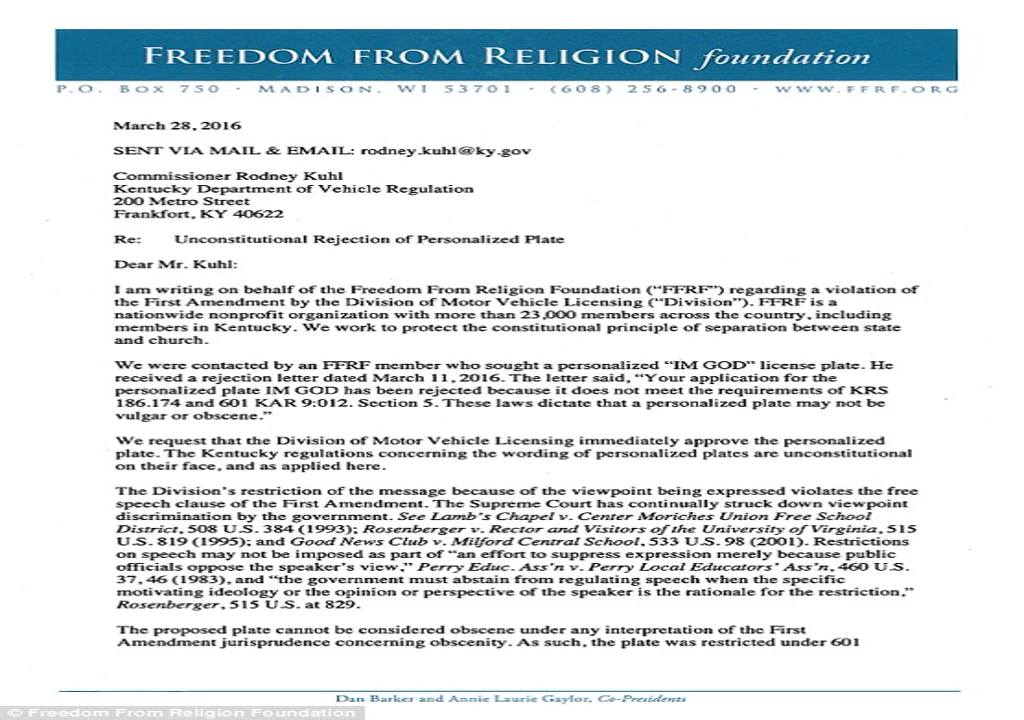 FREEDOM FROM RELIGION foundation
P.O. BOX 750 · MADISON, WI 53701 · (608) 256-8900 · WWW.FFRF.ORG
March 28, 2016
SENT VIA MAIL & EMAIL: rodney.kuhl@ky.gov
Commissioner Rodney Kuhl
Kentucky Department of Vehicle Regulation
200 Metro Street
Frankfort, KY 40622
Re: Unconstitutional Rejection of Personalized Plate
Dear Mr. Kuhl:
I am writing on behalf of the Freedom From Religion Foundation (“FFRF”) regarding a violation of
the First Amendment by the Division of Motor Vehicle Licensing (“Division”). FFRF is a
nationwide nonprofit organization with more than 23,000 members across the country, including
members in Kentucky. We work to protect the constitutional principle of separation between state
and church.
We were contacted by an FFRF member who sought a personalized “IM GOD” license plate. He
received a rejection letter dated March 11, 2016. The letter said, “Your application for the
personalized plate IM GOD has been rejected because it does not meet the requirements of KRS
186.174 and 601 KAR 9:012. Section 5. These laws dictate that a personalized plate may not be
vulgar or obscene.”
We request that the Division of Motor Vehicle Licensing immediately approve the personalized
plate. The Kentucky regulations concerning the wording of personalized plates are unconstitutional
on their face, and as applied here.
The Division’s restriction of the message because of the viewpoint being expressed violates the free
speech clause of the First Amendment. The Supreme Court has continually struck down viewpoint
discrimination by the government. See Lamb’s Chapel v. Center Moriches Union Free School
District, 508 U.S. 384 (1993); Rosenberger v. Rector and Visitors of the University of Virginia, 515
U.S. 819 (1995); and Good News Club v. Milford Central School, 533 U.S. 98 (2001). Restrictions
on speech may not be imposed as part of “an effort to suppress expression merely because public
officials oppose the speaker’s view,” Perry Educ. Ass’n v. Perry Local Educators’ Ass’n, 460 U.S.
37, 46 (1983), and “the government must abstain from regulating speech when the specific
motivating ideology or the opinion or perspective of the speaker is the rationale for the restriction,”
Rosenberger, 515 U.S. at 829.
The proposed plate cannot be considered obscene under any interpretation of the First
Amendment jurisprudence concerning obscenity. As such, the plate was restricted under 601
Dan Barker and Annie Laurie Gaylor, Co-Presidents
© Freedom From Religion Foundation